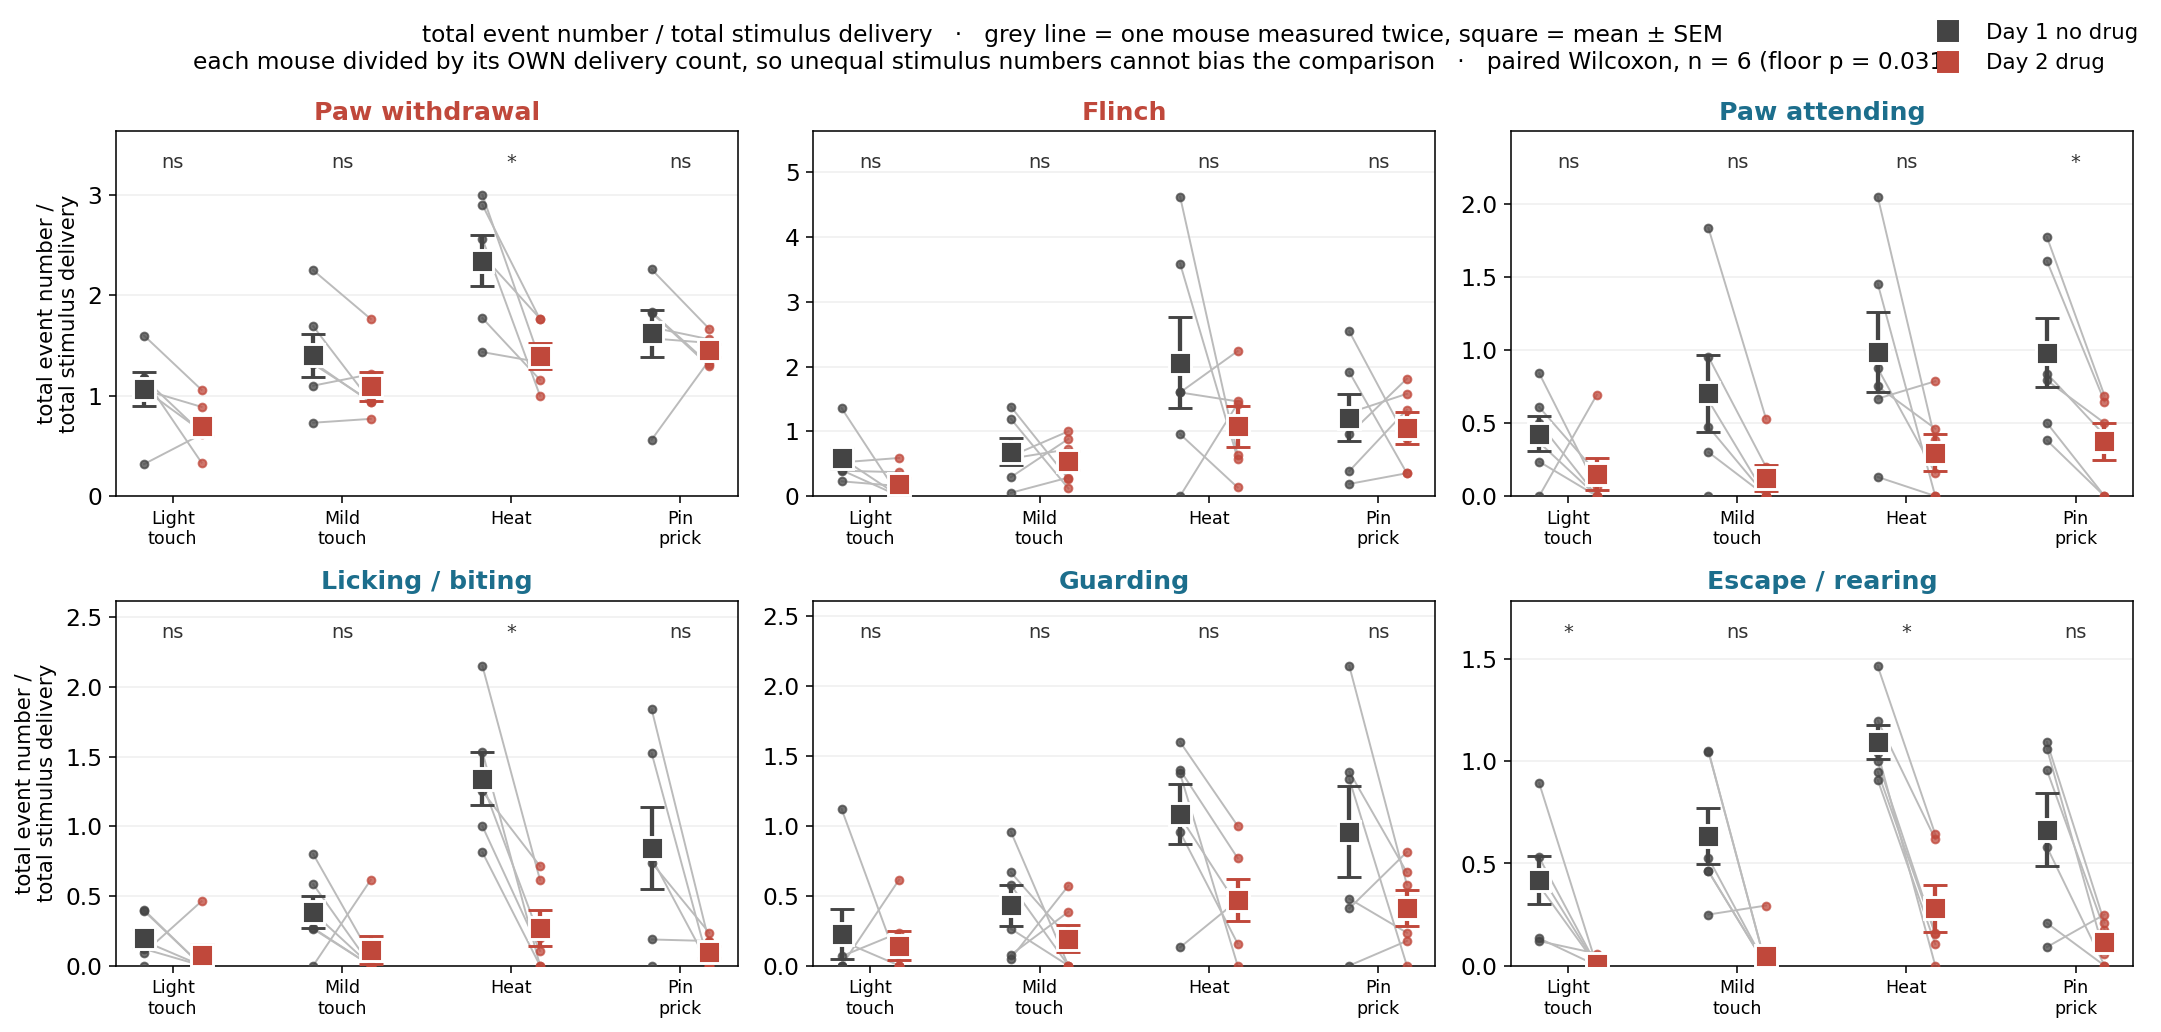 total event number / total stimulus delivery · grey line = one mouse measured twice, square = mean ± SEM
each mouse divided by its OWN delivery count, so unequal stimulus numbers cannot bias the comparison · paired Wilcoxon, n = 6 (floor p = 0.031
Day 1 no drug
Day 2 drug
Paw withdrawal
ns ns * ns
3
2
1
0
total event number /
total stimulus delivery
Light Mild Heat Pin
touch touch prick
Flinch
ns ns ns ns
5
4
3
2
1
0
Light Mild Heat Pin
touch touch prick
Paw attending
ns ns ns *
2.0
1.5
1.0
0.5
0.0
Light Mild Heat Pin
touch touch prick
Licking / biting
ns ns * ns
2.5
2.0
1.5
1.0
0.5
0.0
total event number /
total stimulus delivery
Light Mild Heat Pin
touch touch prick
Guarding
ns ns ns ns
2.5
2.0
1.5
1.0
0.5
0.0
Light Mild Heat Pin
touch touch prick
Escape / rearing
* ns * ns
1.5
1.0
0.5
0.0
Light Mild Heat Pin
touch touch prick